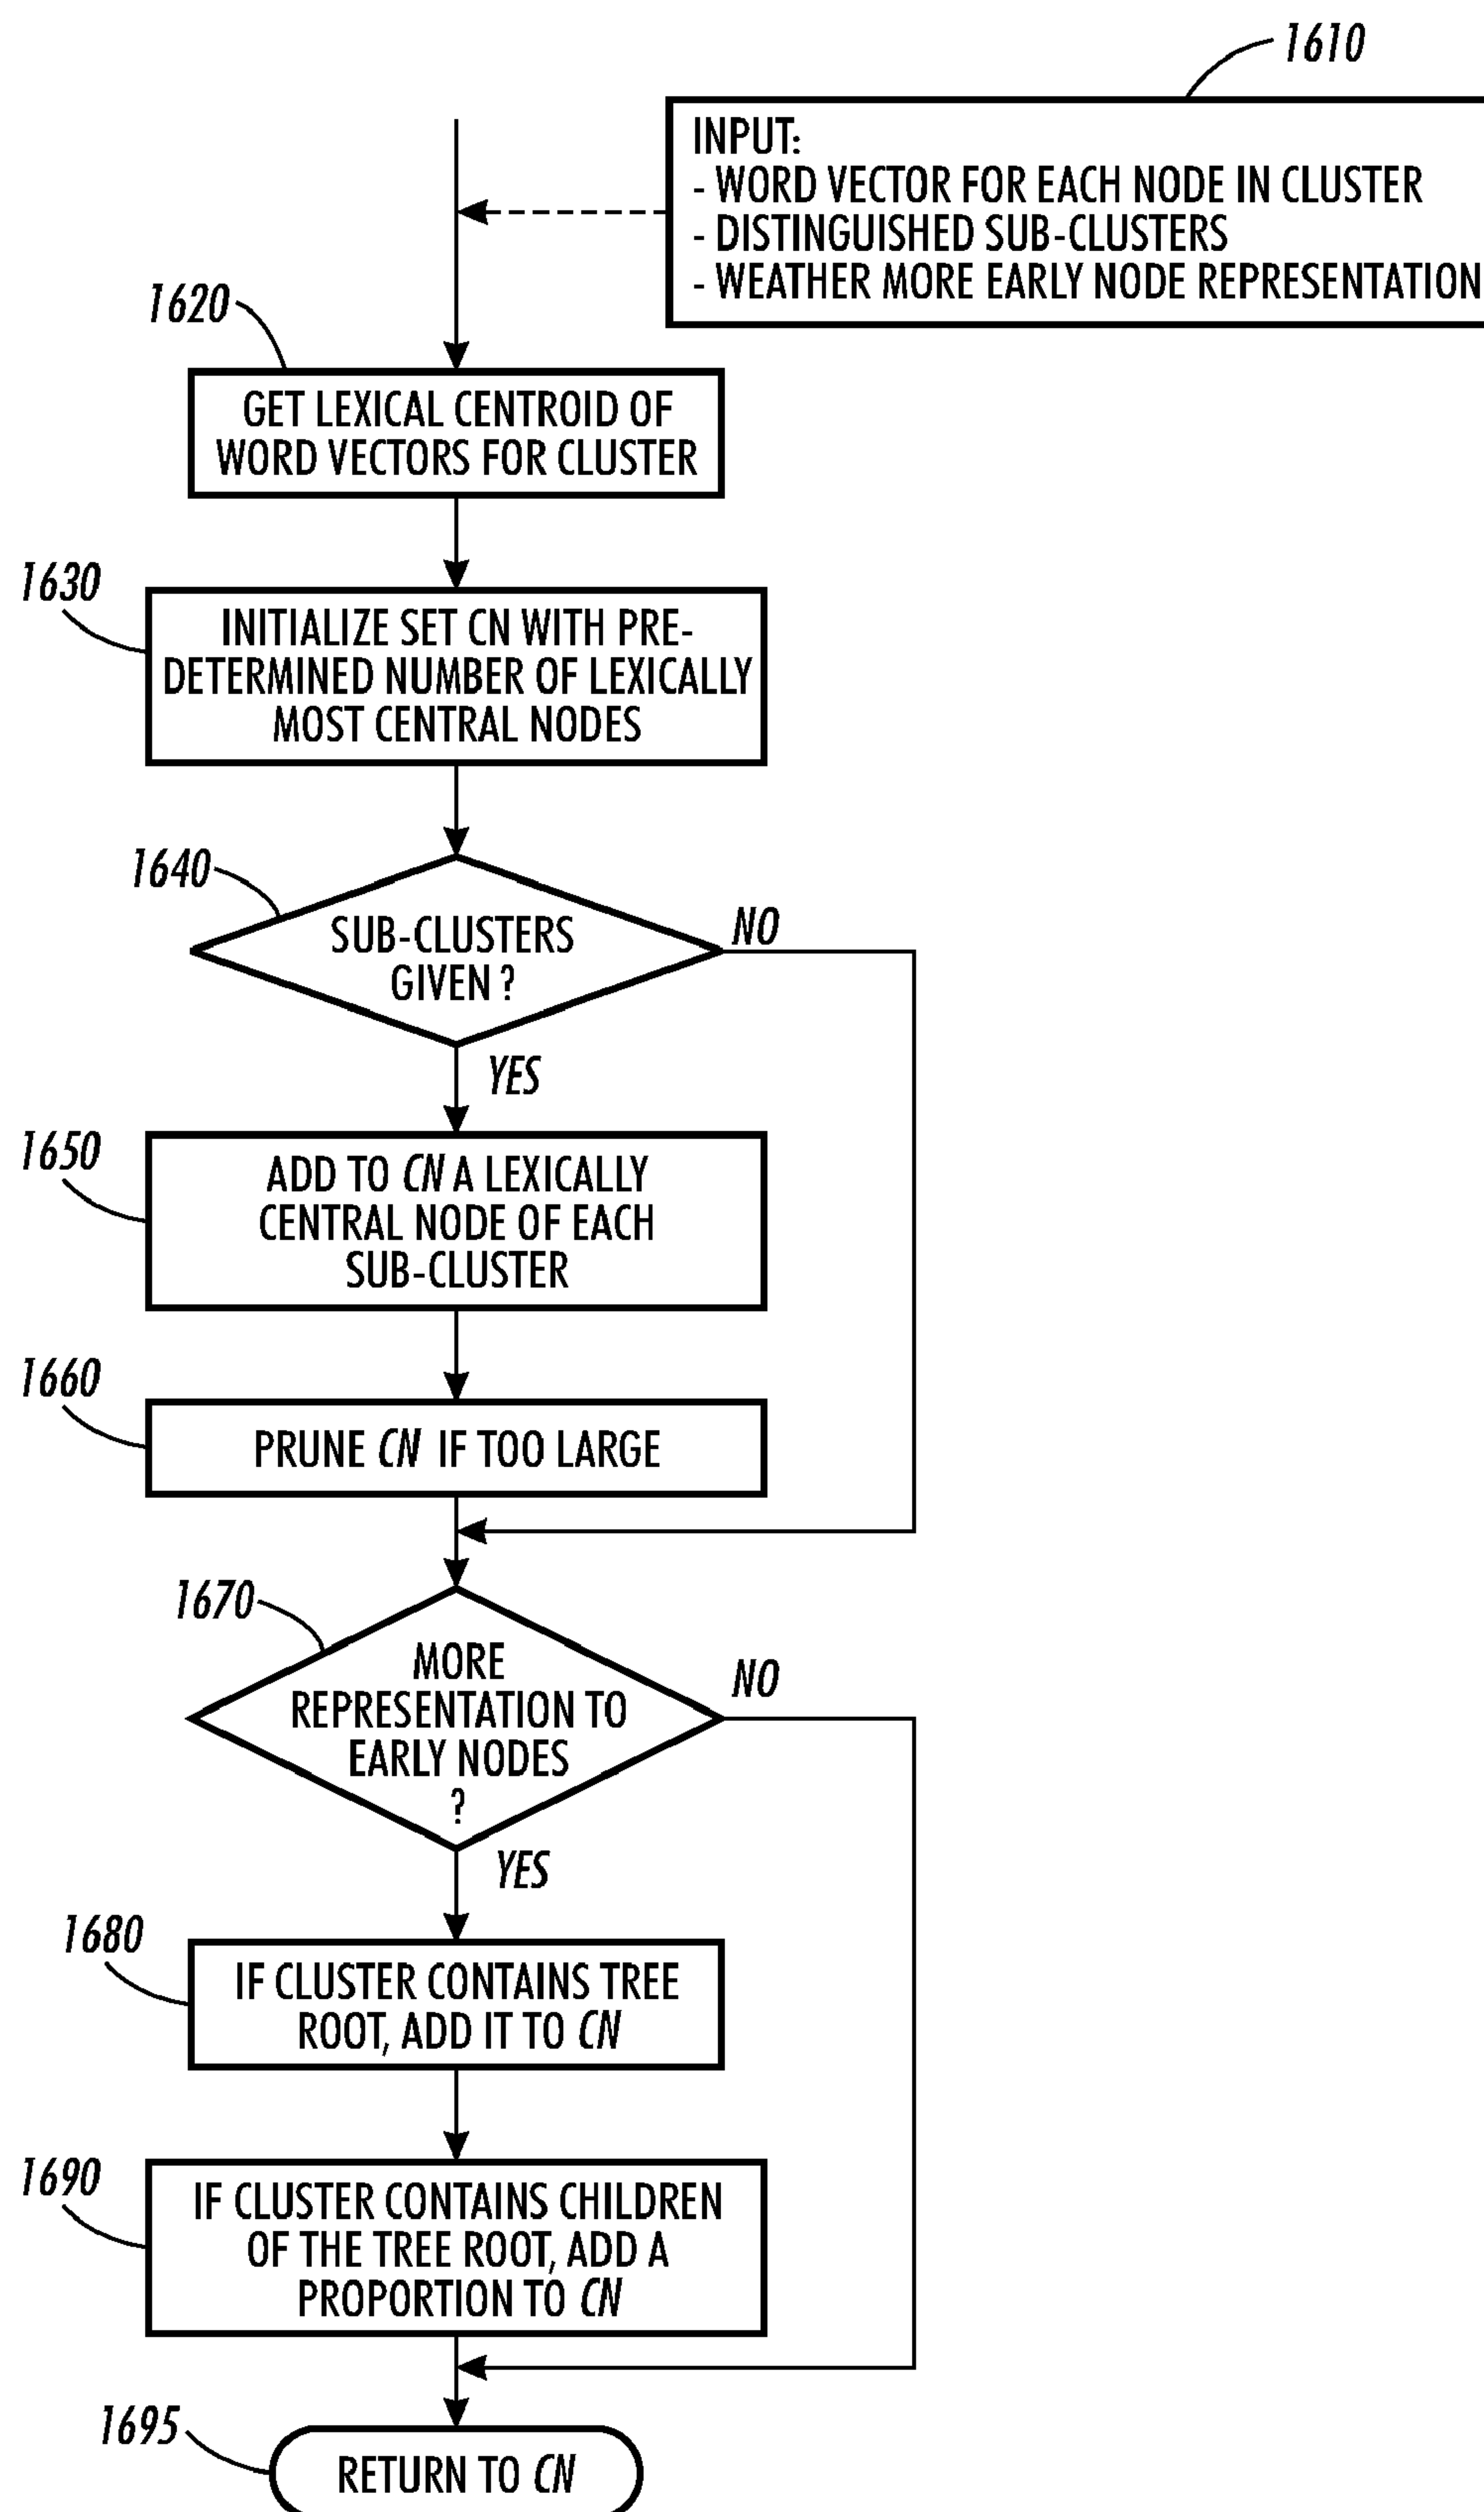 1610
INPUT:
- WORD VECTOR FOR EACH NODE IN CLUSTER
- DISTINGUISHED SUB-CLUSTERS
- WEATHER MORE EARLY NODE REPRESENTATION
1620
GET LEXICAL CENTROID OF
WORD VECTORS FOR CLUSTER
1630
INITIALIZE SET CN WITH PRE-
DETERMINED NUMBER OF LEXICALLY
MOST CENTRAL NODES
1640
SUB-CLUSTERS
GIVEN ?
NO
YES
1650
ADD TO CN A LEXICALLY
CENTRAL NODE OF EACH
SUB-CLUSTER
1660
PRUNE CN IF TOO LARGE
1670
MORE
REPRESENTATION TO
EARLY NODES
?
NO
YES
1680
IF CLUSTER CONTAINS TREE
ROOT, ADD IT TO CN
1690
IF CLUSTER CONTAINS CHILDREN
OF THE TREE ROOT, ADD A
PROPORTION TO CN
1695
RETURN TO CN